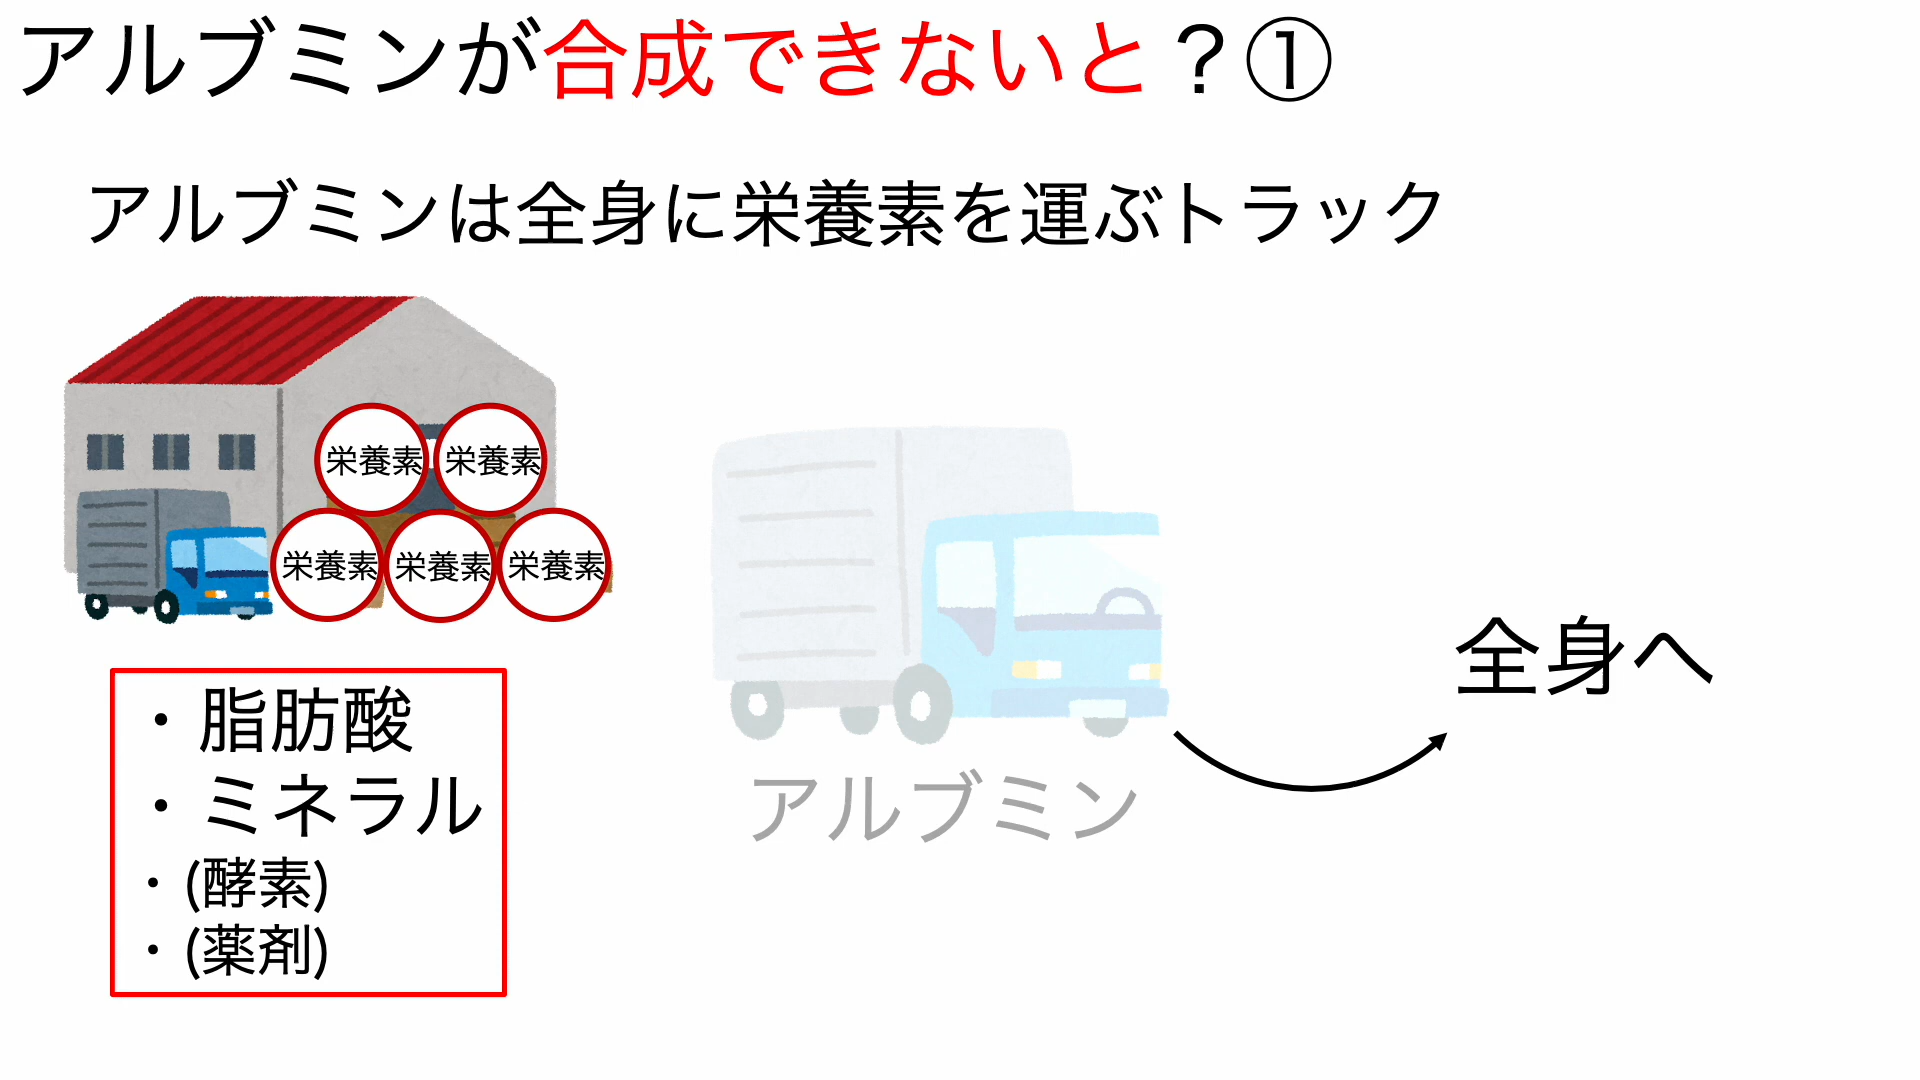 アルブミンが合成できないと？①
アルブミンは全身に栄養素を運ぶトラック
栄養素 栄養素
栄養素 栄養素 栄養素
・脂肪酸
・ミネラル
・(酵素)
・(薬剤)
アルブミン
全身へ